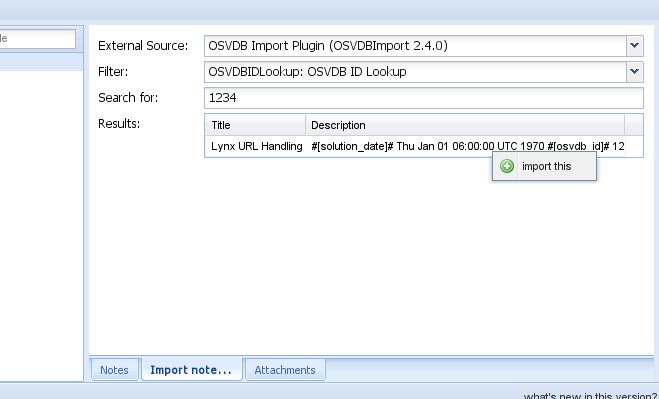 le
External Source: OSVDB Import Plugin (OSVDBImport 2.4.0)
Filter: OSVDBIDLookup: OSVDB ID Lookup
Search for: 1234
Results: Title Description
Lynx URL Handling #[solution_date]# Thu Jan 01 06:00:00 UTC 1970 #[osvdb_id]# 12
import this
Notes Import note... Attachments
what's new in this version?